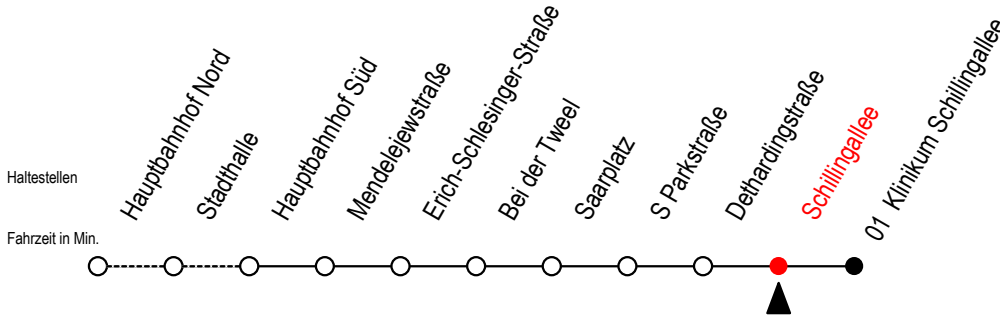 Haltestellen
Hauptbahnhof Nord
Stadthalle
Hauptbahnhof Süd
Mendelejewstraße
Erich-Schlesinger-Straße
Bei der Tweel
Saarplatz
S Parkstraße
Dethardingstraße
Schillingallee
01 Klinikum Schillingallee
Fahrzeit in Min.